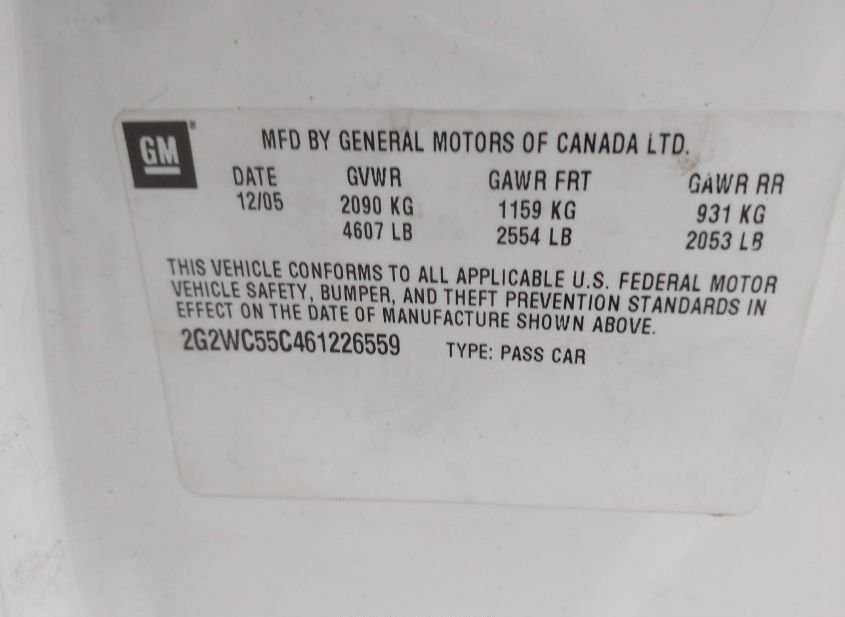 GM
MFD BY GENERAL MOTORS OF CANADA LTD.
DATE GVWR GAWR FRT GAWR RR
12/05 2090 KG 1159 KG 931 KG
4607 LB 2554 LB 2053 LB
THIS VEHICLE CONFORMS TO ALL APPLICABLE U.S. FEDERAL MOTOR
VEHICLE SAFETY, BUMPER, AND THEFT PREVENTION STANDARDS IN
EFFECT ON THE DATE OF MANUFACTURE SHOWN ABOVE.
2G2WC55C461226559 TYPE: PASS CAR